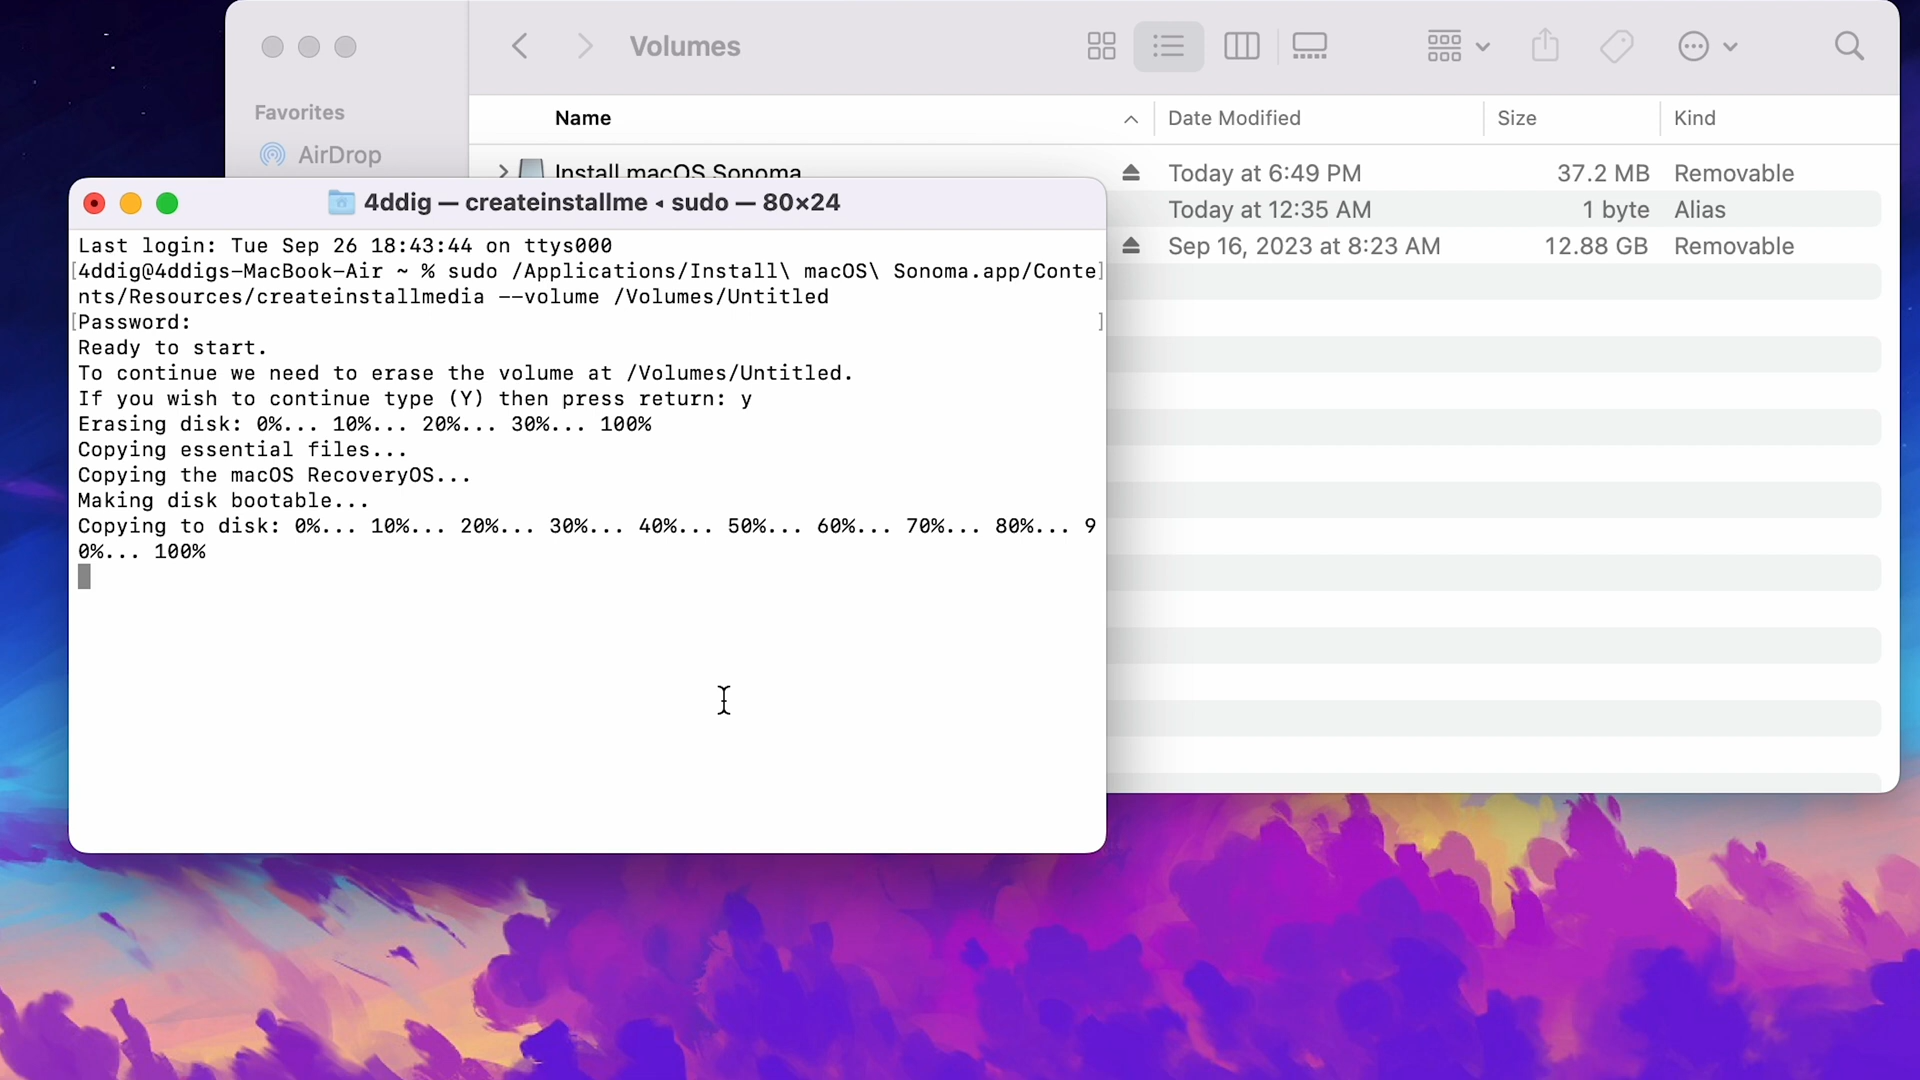 Volumes
Favorites
AirDrop
Name
Date Modified
Size
Kind
Install macOS Sonoma
Today at 6:49 PM
37.2 MB
Removable
Today at 12:35 AM
1 byte
Alias
Sep 16, 2023 at 8:23 AM
12.88 GB
Removable
4ddig — createinstallme ◂ sudo — 80×24
Last login: Tue Sep 26 18:43:44 on ttys000
[4ddig@4ddigs-MacBook-Air ~ % sudo /Applications/Install\ macOS\ Sonoma.app/Conte]
nts/Resources/createinstallmedia --volume /Volumes/Untitled
[Password: ]
Ready to start.
To continue we need to erase the volume at /Volumes/Untitled.
If you wish to continue type (Y) then press return: y
Erasing disk: 0%... 10%... 20%... 30%... 100%
Copying essential files...
Copying the macOS RecoveryOS...
Making disk bootable...
Copying to disk: 0%... 10%... 20%... 30%... 40%... 50%... 60%... 70%... 80%... 9
0%... 100%